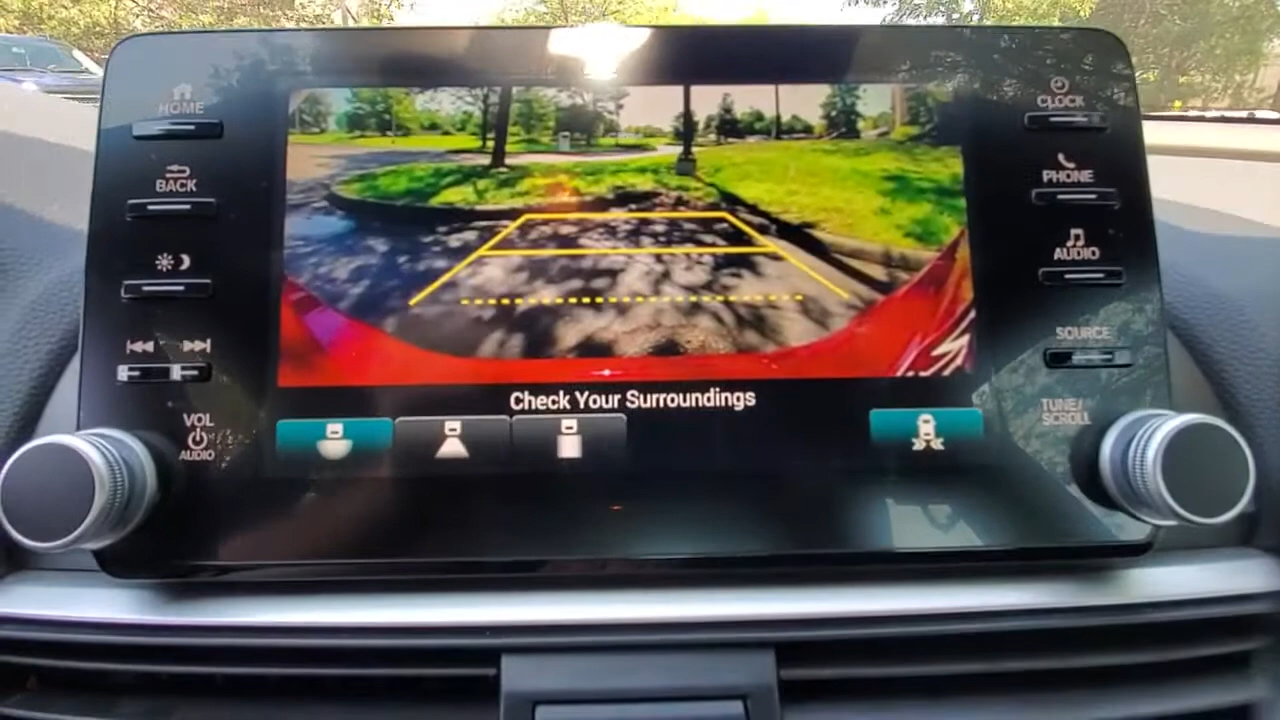 HOME
BACK
VOL
AUDIO
Check Your Surroundings
CLOCK
PHONE
AUDIO
SOURCE
TUNE/
SCROLL